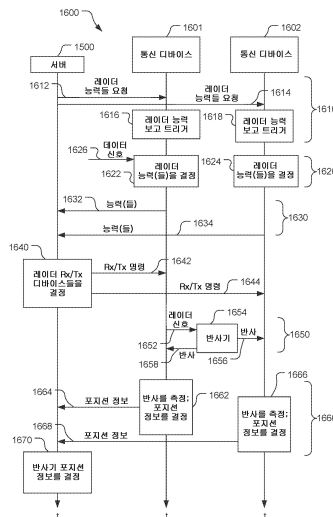 1600
1500
1601
1602
서버
통신 디바이스
통신 디바이스
레이더
능력들 요청
1612
레이더
능력들 요청
1614
1610
1616
레이더 능력
보고 트리거
1618
레이더 능력
보고 트리거
1626
데이터
신호
1622
레이더
능력(들)을 결정
1624
레이더
능력(들)을 결정
1620
1632
능력(들)
능력(들)
1634
1630
1640
레이더 Rx/Tx
디바이스들을
결정
Rx/Tx 명령
1642
Rx/Tx 명령
1644
레이더
신호
1652
1654
반사기
반사
1656
반사
1658
1650
1664
포지션 정보
1662
반사를 측정;
포지션
정보를 결정
1666
반사를 측정;
포지션
정보를 결정
1660
1668
포지션 정보
1670
반사기 포지션
정보를 결정
t
t
t